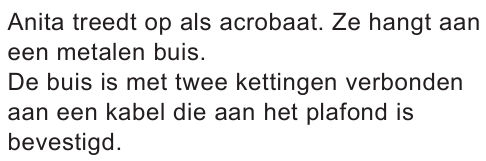 Anita treedt op als acrobaat. Ze hangt aan
een metalen buis.
De buis is met twee kettingen verbonden
aan een kabel die aan het plafond is
bevestigd.